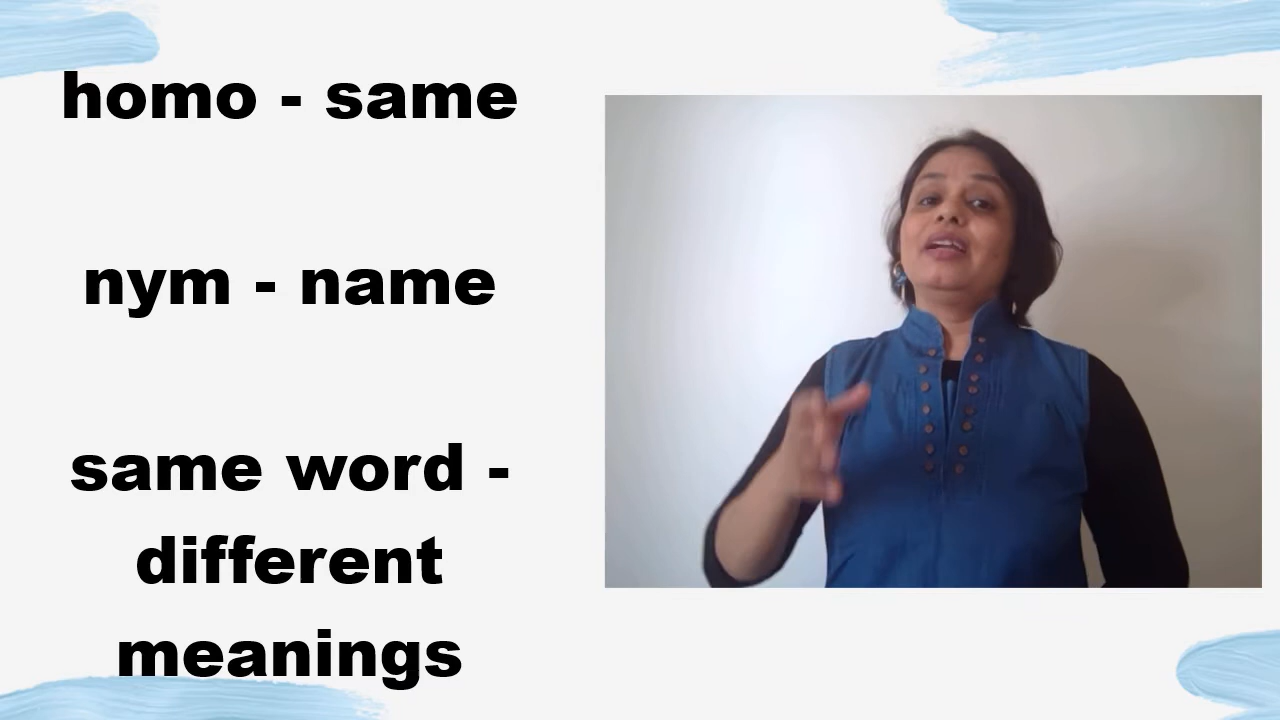 homo - same
nym - name
same word -
different
meanings